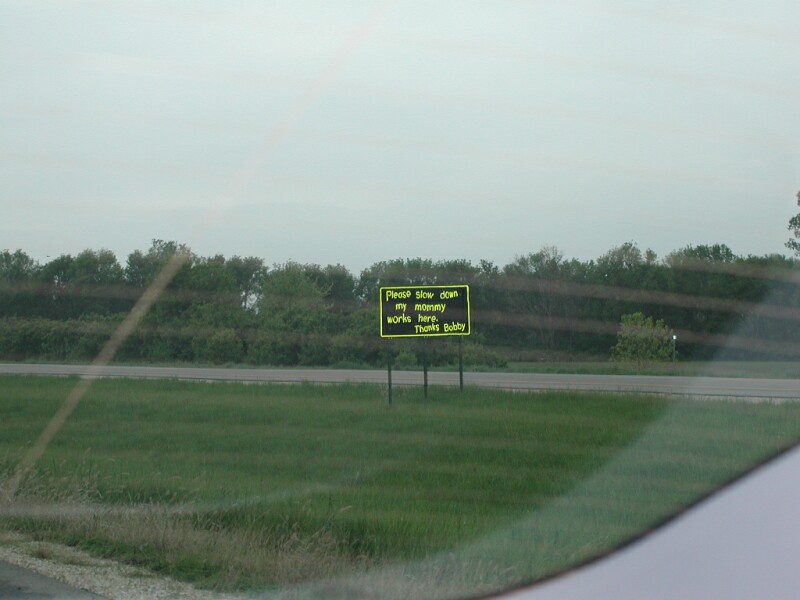 Please slow down
my mommy
works here.
Thanks Bobby